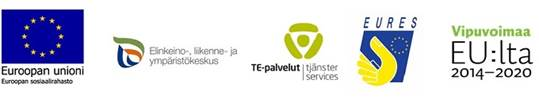 Euroopan unioni
Euroopan sosiaalirahasto
Elinkeino-, liikenne- ja
ympäristökeskus
TE-palvelut | tjänster
services
EURES
Vipuvoimaa
EU:lta
2014–2020